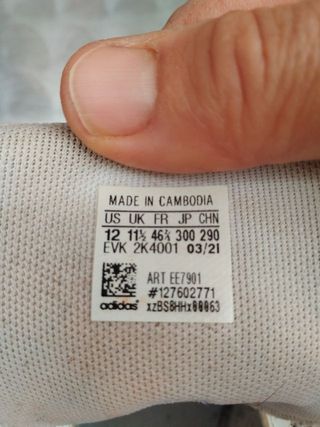 MADE IN CAMBODIA
US UK FR JP CHN
12 11½ 46⅔ 300 290
EVK 2K4001 03/21
ART EE7901
#127602771
adidas xzBS8HHx00063